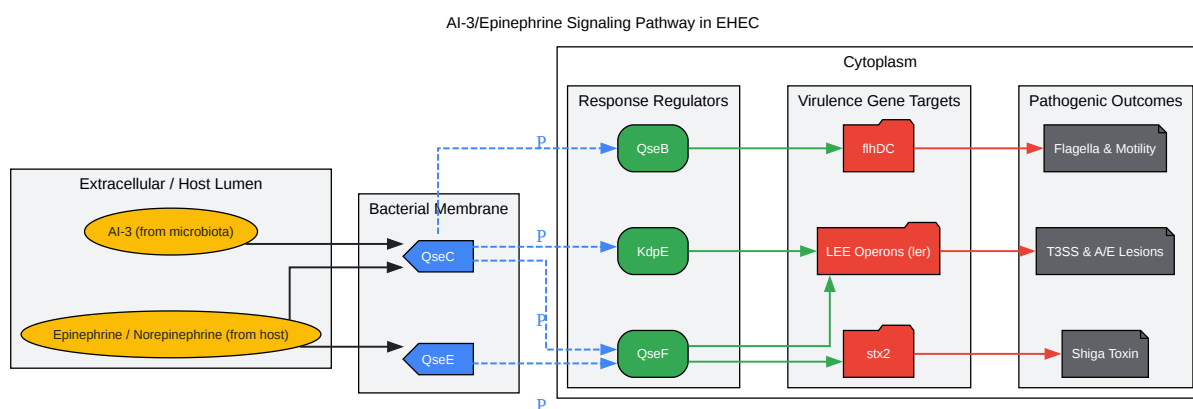 AI-3/Epinephrine Signaling Pathway in EHEC
Cytoplasm
Response Regulators
Virulence Gene Targets
Pathogenic Outcomes
P
QseB
flhDC
Flagella & Motility
Extracellular / Host Lumen
Bacterial Membrane
AI-3 (from microbiota)
QseC
P
KdpE
LEE Operons (ler)
T3SS & A/E Lesions
P
Epinephrine / Norepinephrine (from host)
QseE
QseF
stx2
Shiga Toxin
P